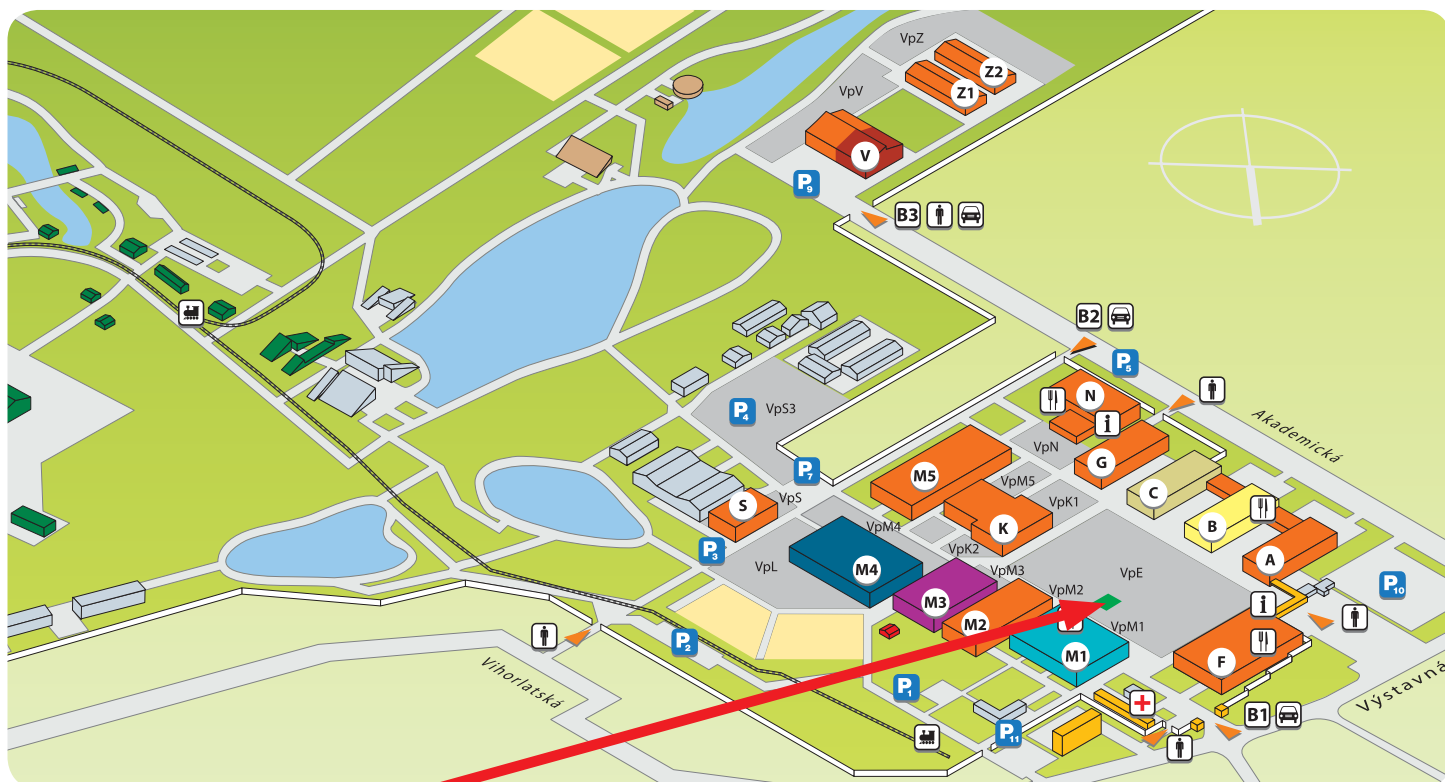 VpZ
Z2
Z1
VpV
V
P9
B3
B2
P5
N
i
Akademická
P4
VpS3
VpN
G
P7
M5
VpM5
C
VpS
S
VpK1
K
B
VpM4
P3
VpK2
A
VpL
M4
VpM3
VpE
P10
VpM2
M3
i
M2
VpM1
P2
M1
F
Vihorlatská
P1
Výstavná
B1
P11